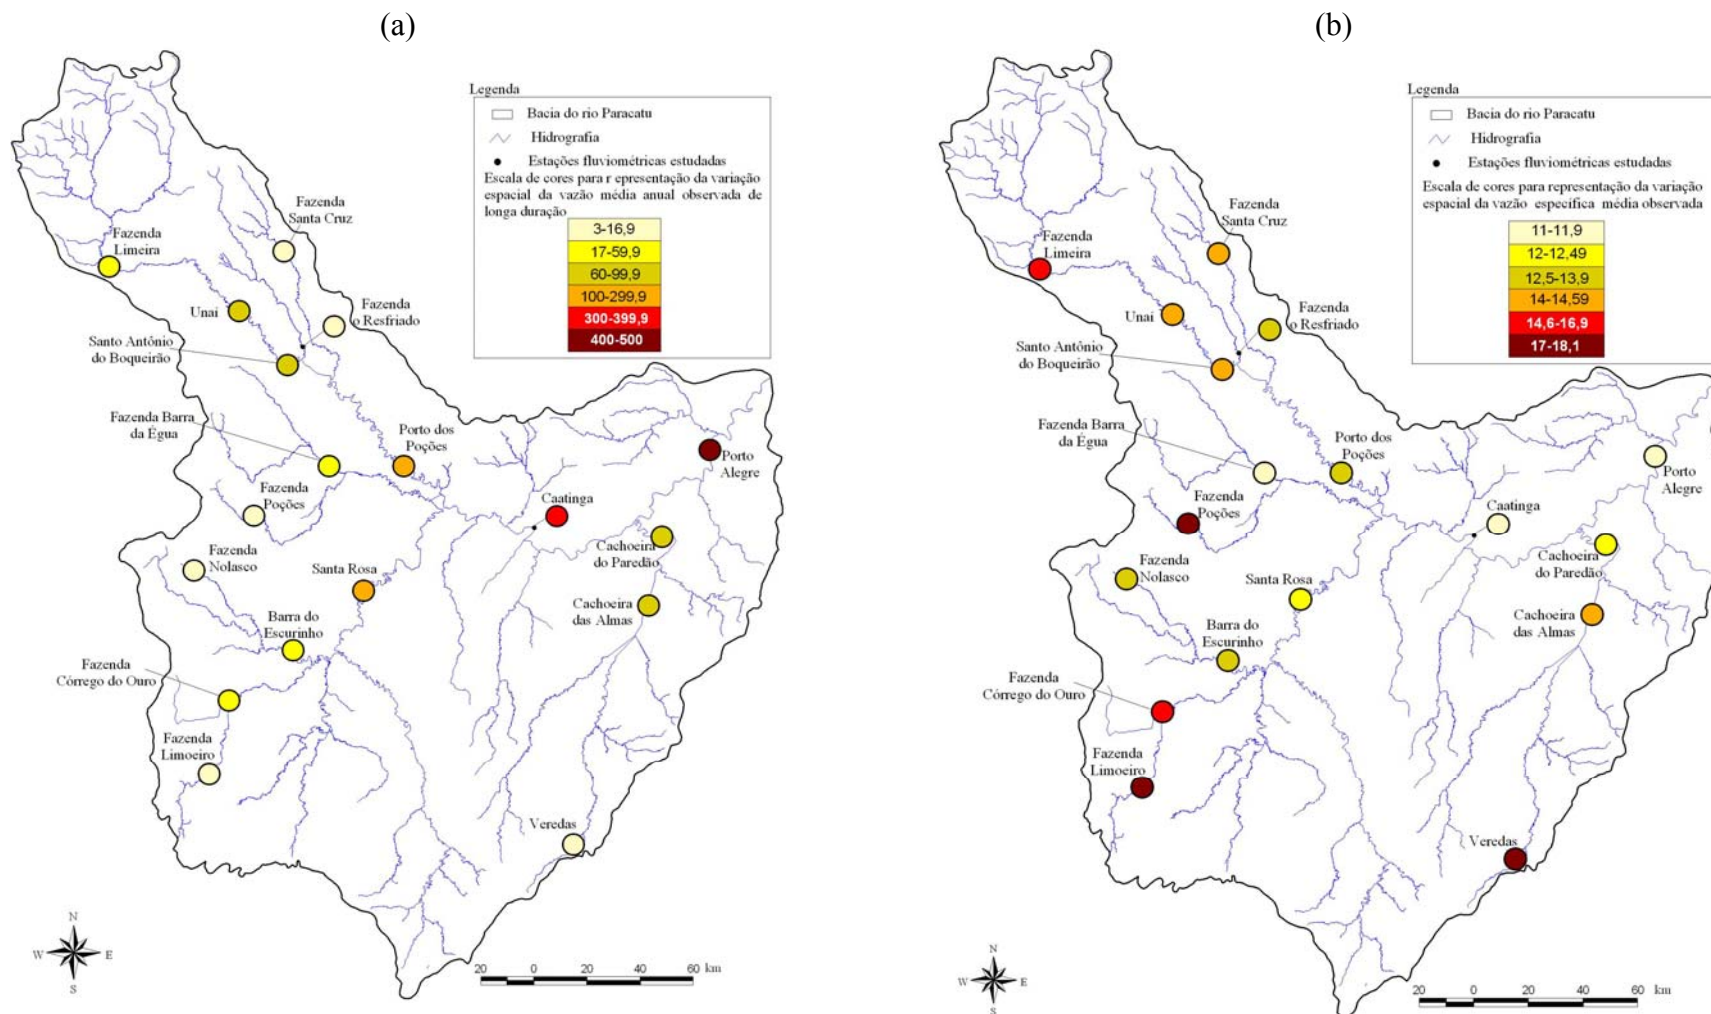 (a)
Legenda
Bacia do rio Paracatu
Hidrografia
Estações fluviométricas estudadas
Escala de cores para r epresentação da variação
espacial da vazão média anual observada de
longa duração
3-16,9
17-59,9
60-99,9
100-299,9
300-399,9
400-500
Fazenda
Santa Cruz
Fazenda
Limeira
Unai
Fazenda
o Resfriado
Santo Antônio
do Boqueirão
Fazenda Barra
da Égua
Porto dos
Poções
Porto
Alegre
Fazenda
Poções
Caatinga
Cachoeira
do Paredão
Fazenda
Nolasco
Santa Rosa
Cachoeira
das Almas
Barra do
Escurinho
Fazenda
Córrego do Ouro
Fazenda
Limoeiro
Veredas
N
W E
S
20 0 20 40 60 km
(b)
Legenda
Bacia do rio Paracatu
Hidrografia
Estações fluviométricas estudadas
Escala de cores para representação da variação
espacial da vazão específica média observada
11-11,9
12-12,49
12,5-13,9
14-14,59
14,6-16,9
17-18,1
Fazenda
Santa Cruz
Fazenda
Limeira
Unai
Fazenda
o Resfriado
Santo Antônio
do Boqueirão
Fazenda Barra
da Égua
Porto dos
Poções
Porto
Alegre
Fazenda
Poções
Caatinga
Cachoeira
do Paredão
Fazenda
Nolasco
Santa Rosa
Cachoeira
das Almas
Barra do
Escurinho
Fazenda
Córrego do Ouro
Fazenda
Limoeiro
Veredas
N
W E
S
20 0 20 40 60 km